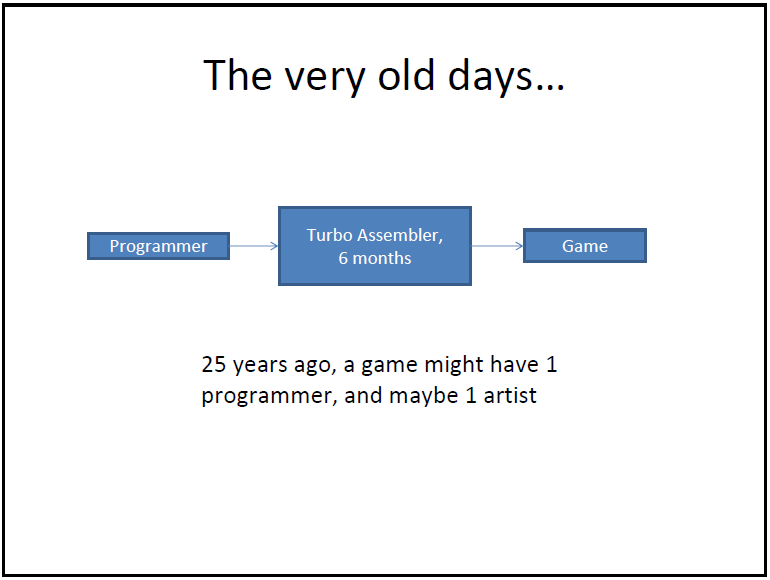 The very old days...
Programmer
Turbo Assembler,
6 months
Game
25 years ago, a game might have 1
programmer, and maybe 1 artist